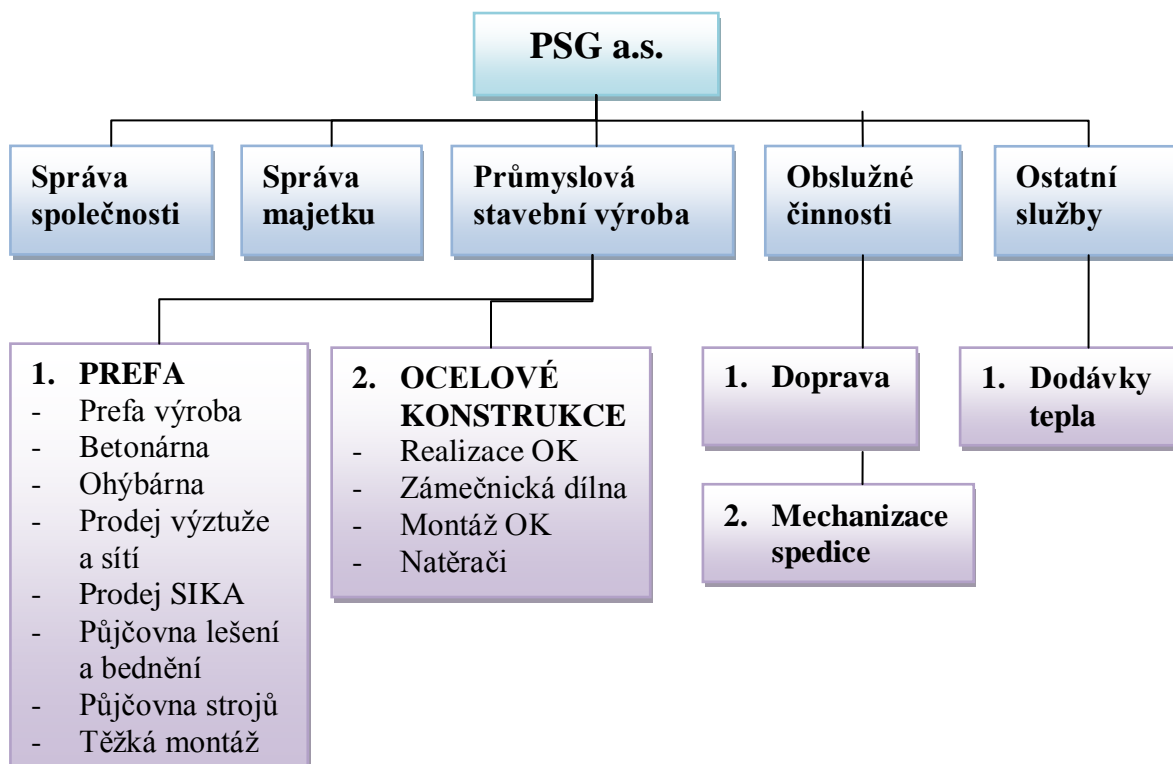 PSG a.s.
Správa
společnosti
Správa
majetku
Průmyslová
stavební výroba
Obslužné
činnosti
Ostatní
služby
1. PREFA
- Prefa výroba
- Betonárna
- Ohýbárna
- Prodej výztuže
a sítí
- Prodej SIKA
- Půjčovna lešení
a bednění
- Půjčovna strojů
- Těžká montáž
2. OCELOVÉ
KONSTRUKCE
- Realizace OK
- Zámečnická dílna
- Montáž OK
- Natěrači
1. Doprava
2. Mechanizace
spedice
1. Dodávky
tepla